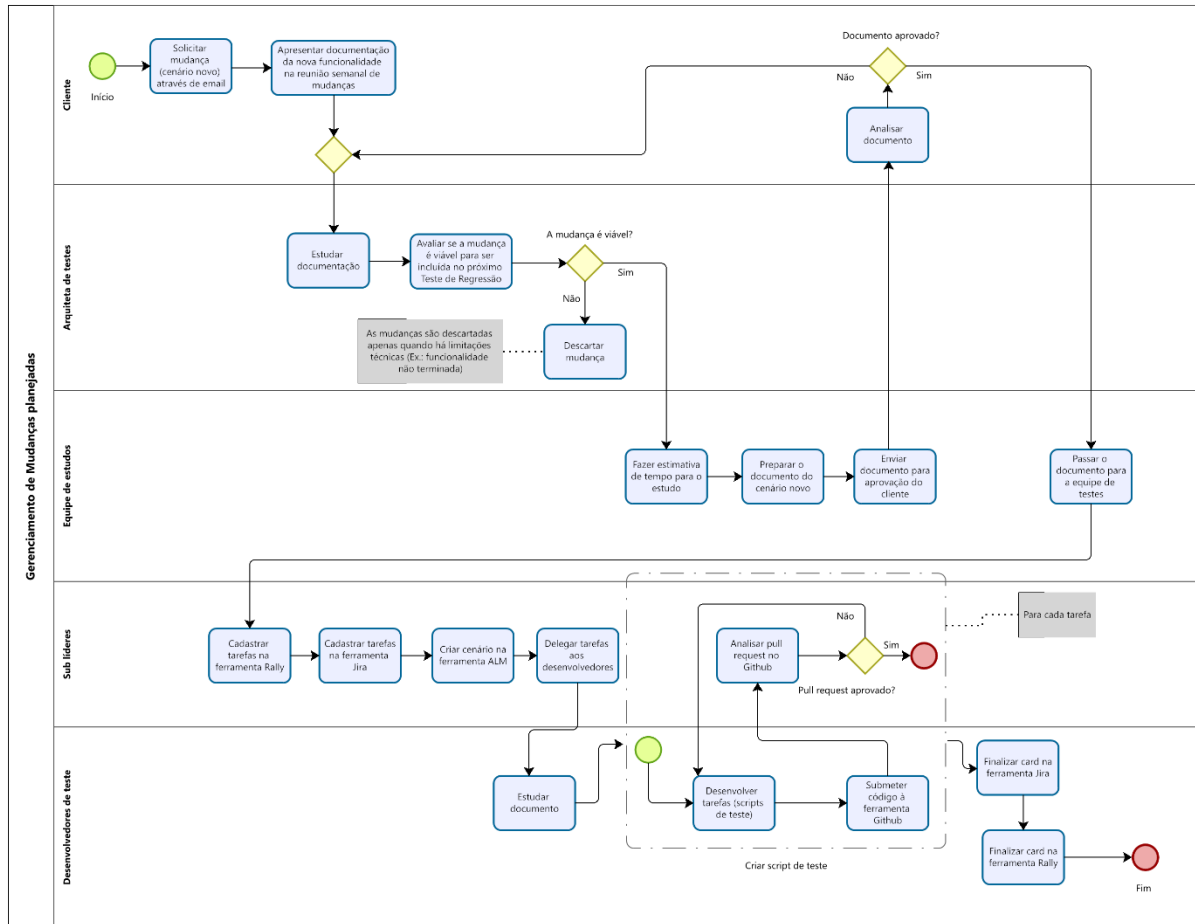 Gerenciamento de Mudanças planejadas
Cliente
Início
Solicitar
mudança
(cenário novo)
através de email
Apresentar documentação
da nova funcionalidade
na reunião semanal de
mudanças
Documento aprovado?
Não
Sim
Analisar
documento
Arquiteta de testes
Estudar
documentação
Avaliar se a mudança
é viável para ser
incluída no próximo
Teste de Regressão
A mudança é viável?
Sim
Não
As mudanças são descartadas
apenas quando há limitações
técnicas (Ex.: funcionalidade
não terminada)
Descartar
mudança
Equipe de estudos
Fazer estimativa
de tempo para o
estudo
Preparar o
documento do
cenário novo
Enviar
documento para
aprovação do
cliente
Passar o
documento para
a equipe de
testes
Sub líderes
Cadastrar
tarefas na
ferramenta Rally
Cadastrar tarefas
na ferramenta
Jira
Criar cenário na
ferramenta ALM
Delegar tarefas
aos
desenvolvedores
Analisar pull
request no
Github
Não
Sim
Pull request aprovado?
Para cada tarefa
Desenvolvedores de teste
Estudar
documento
Desenvolver
tarefas (scripts
de teste)
Submeter
código à
ferramenta
Github
Criar script de teste
Finalizar card na
ferramenta Jira
Finalizar card na
ferramenta Rally
Fim